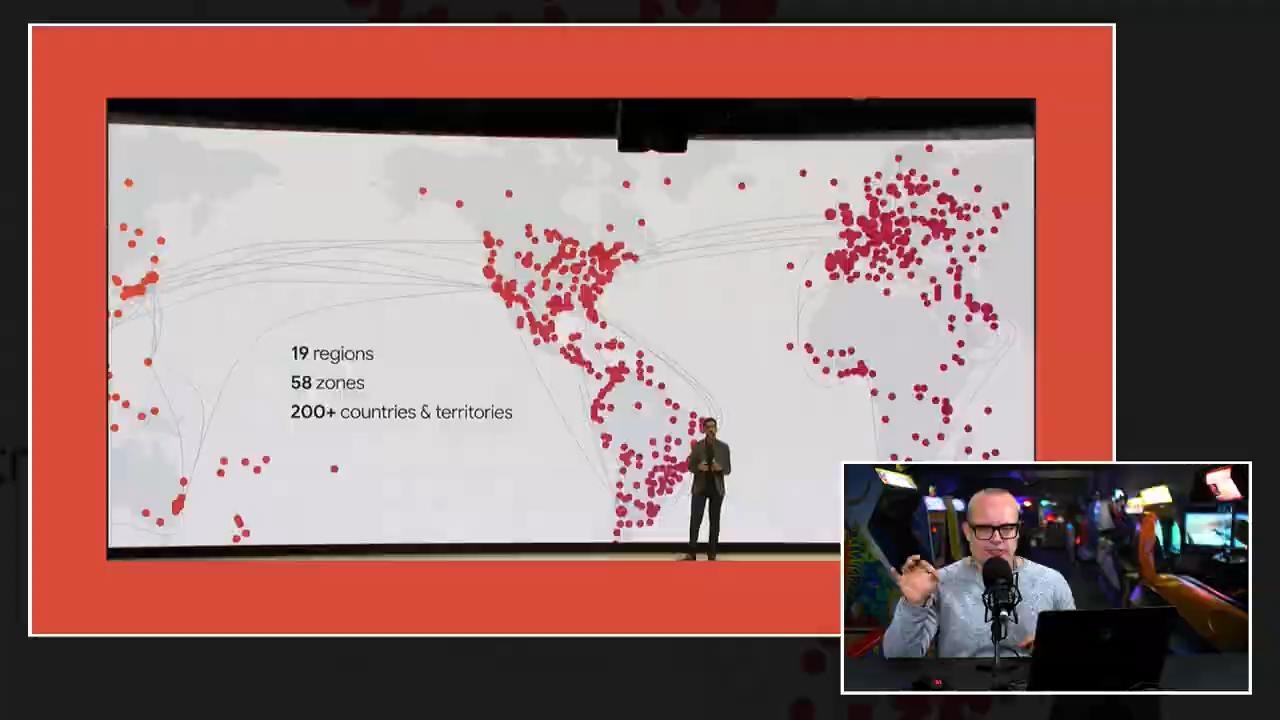 19 regions
58 zones
200+ countries & territories